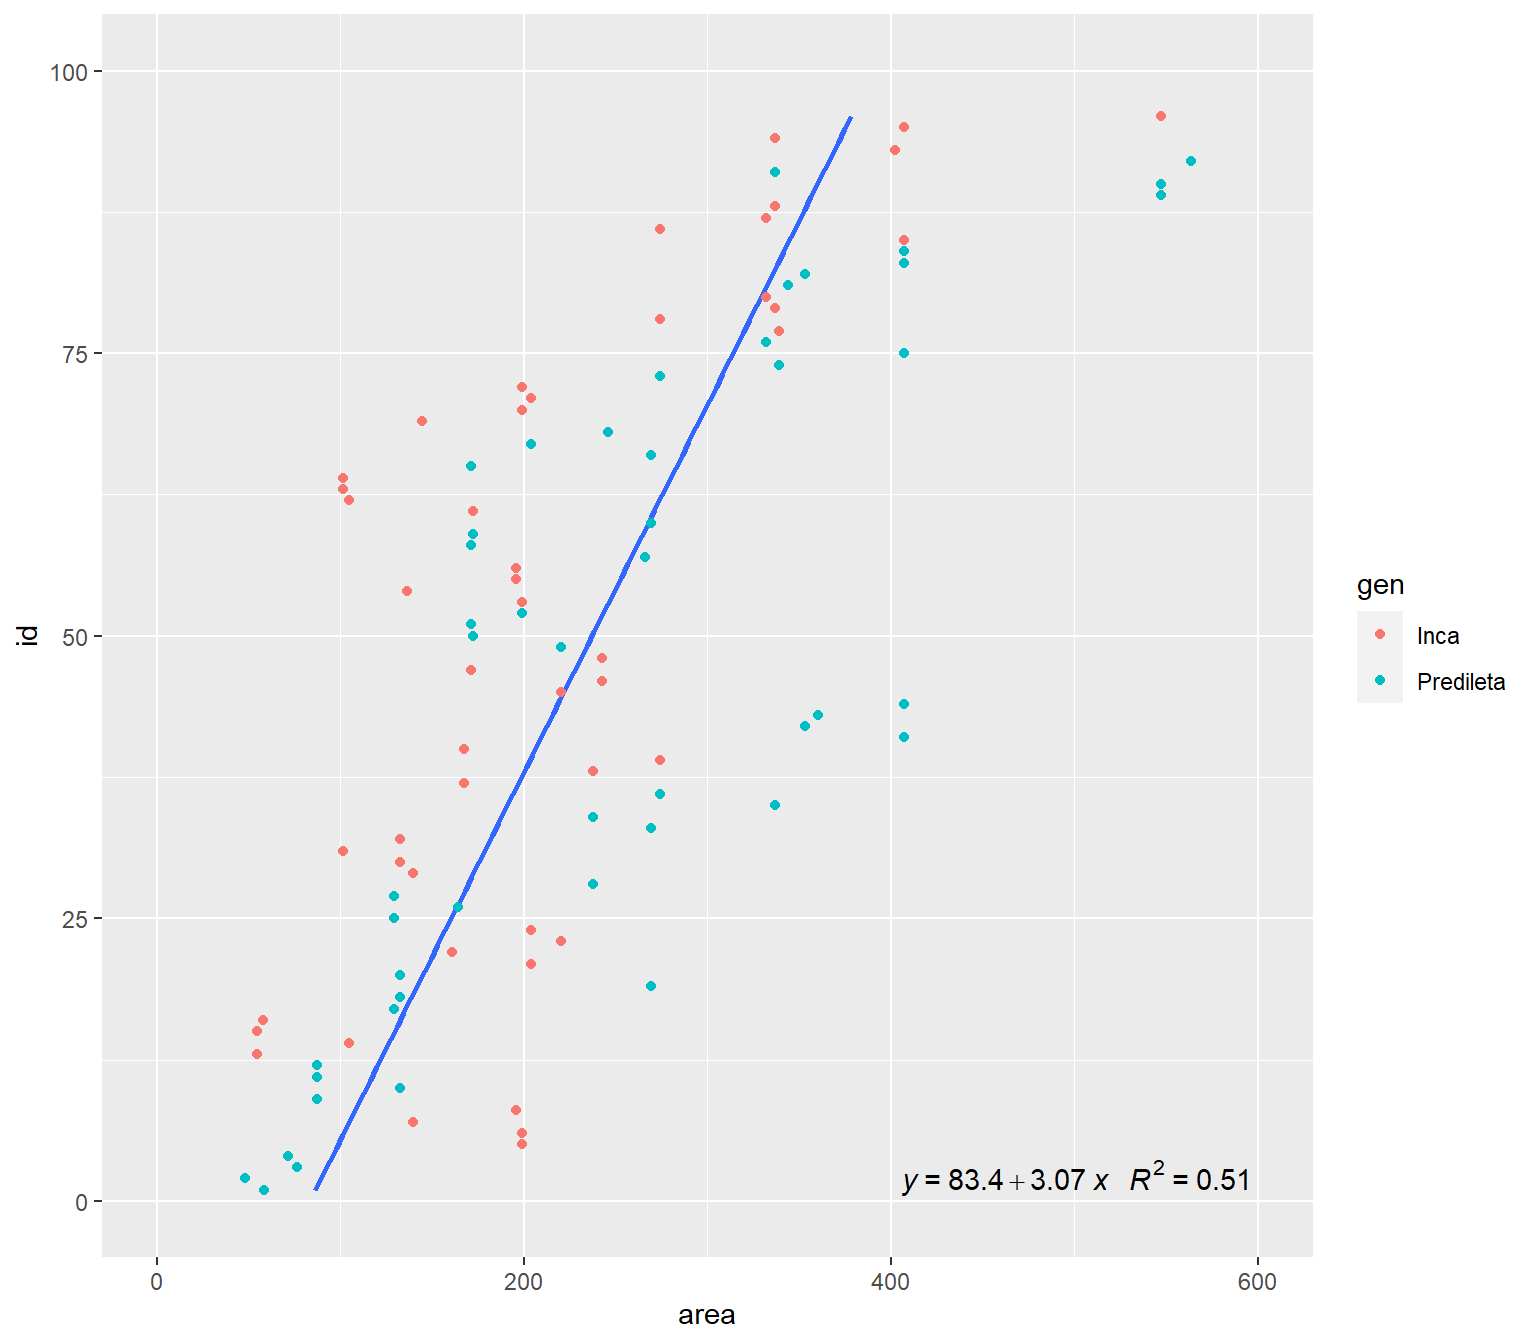 100
75
50
25
0
id
0 200 400 600
area
y = 83.4 + 3.07 x R² = 0.51
gen
Inca
Predileta